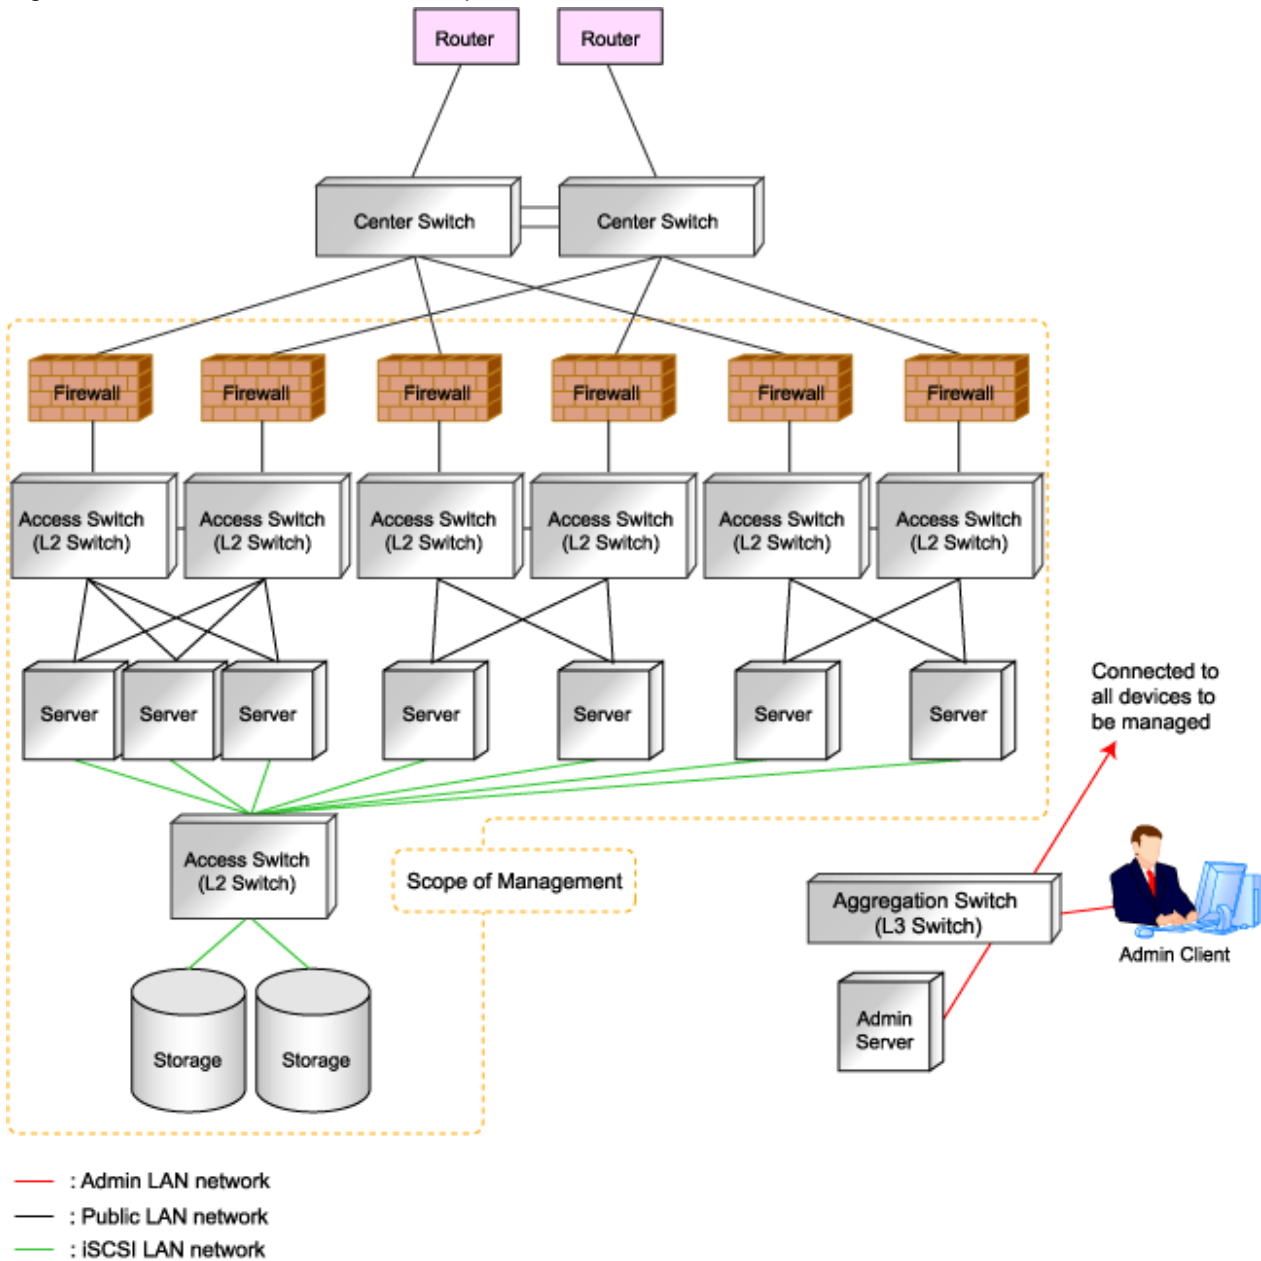 Router
Router
Center Switch
Center Switch
Firewall
Firewall
Firewall
Firewall
Firewall
Firewall
Access Switch
(L2 Switch)
Access Switch
(L2 Switch)
Access Switch
(L2 Switch)
Access Switch
(L2 Switch)
Access Switch
(L2 Switch)
Access Switch
(L2 Switch)
Server
Server
Server
Server
Server
Server
Server
Connected to
all devices to
be managed
Access Switch
(L2 Switch)
Scope of Management
Aggregation Switch
(L3 Switch)
Admin Client
Admin
Server
Storage
Storage
: Admin LAN network
: Public LAN network
: iSCSI LAN network